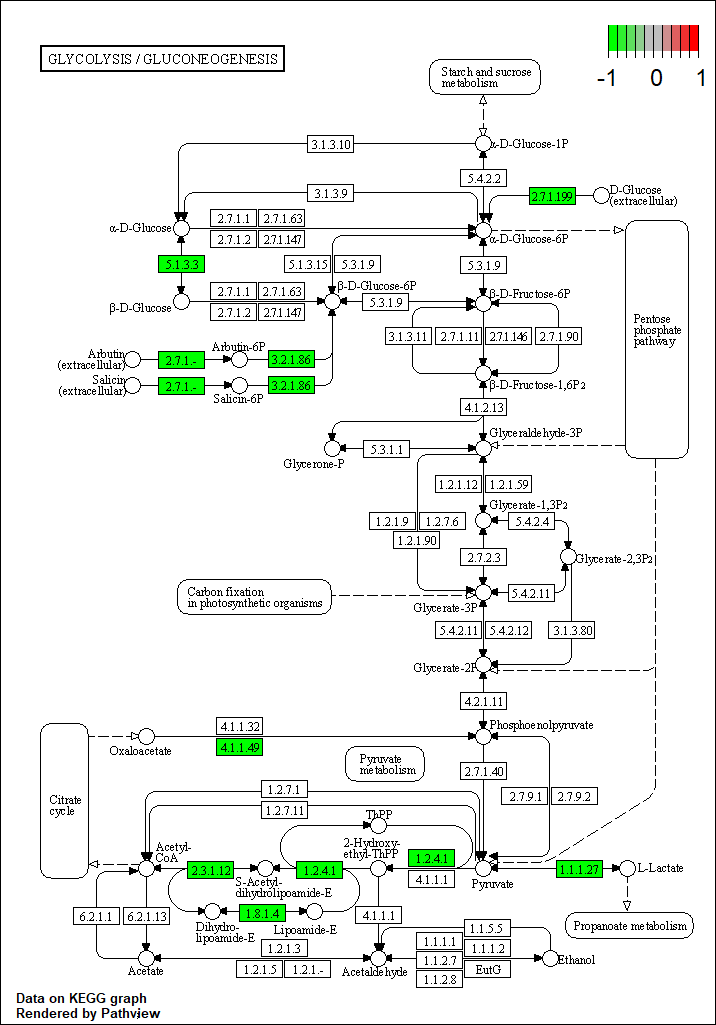 GLYCOLYSIS / GLUCONEOGENESIS
-1 0 1
Starch and sucrose
metabolism
3.1.3.10
α-D-Glucose-1P
5.4.2.2
3.1.3.9
2.7.1.199
D-Glucose
(extracellular)
α-D-Glucose
2.7.1.1
2.7.1.63
2.7.1.2
2.7.1.147
α-D-Glucose-6P
5.1.3.3
5.1.3.15
5.3.1.9
5.3.1.9
β-D-Glucose
2.7.1.1
2.7.1.63
2.7.1.2
2.7.1.147
β-D-Glucose-6P
5.3.1.9
β-D-Fructose-6P
Pentose
phosphate
pathway
3.1.3.11
2.7.1.11
2.7.1.146
2.7.1.90
Arbutin
(extracellular)
2.7.1.-
Arbutin-6P
3.2.1.86
Salicin
(extracellular)
2.7.1.-
Salicin-6P
3.2.1.86
β-D-Fructose-1,6P2
4.1.2.13
Glyceraldehyde-3P
5.3.1.1
Glycerone-P
1.2.1.12
1.2.1.59
Glycerate-1,3P2
1.2.1.9
1.2.7.6
1.2.1.90
5.4.2.4
2.7.2.3
Glycerate-2,3P2
Carbon fixation
in photosynthetic organisms
5.4.2.11
Glycerate-3P
5.4.2.11
5.4.2.12
3.1.3.80
Glycerate-2P
4.2.1.11
4.1.1.32
Oxaloacetate
4.1.1.49
Phosphoenolpyruvate
Pyruvate
metabolism
2.7.1.40
Citrate
cycle
1.2.7.1
1.2.7.11
2.7.9.1
2.7.9.2
ThPP
Acetyl-
CoA
2-Hydroxy-
ethyl-ThPP
2.3.1.12
S-Acetyl-
dihydrolipoamide-E
1.2.4.1
1.2.4.1
4.1.1.1
Pyruvate
1.1.1.27
L-Lactate
6.2.1.1
6.2.1.13
1.8.1.4
Dihydro-
lipoamide-E
Lipoamide-E
4.1.1.1
Propanoate metabolism
1.1.5.5
1.1.1.1
1.1.1.2
1.2.1.3
1.1.2.7
EutG
1.2.1.5
1.2.1.-
1.1.2.8
Acetate
Acetaldehyde
Ethanol
Data on KEGG graph
Rendered by Pathview